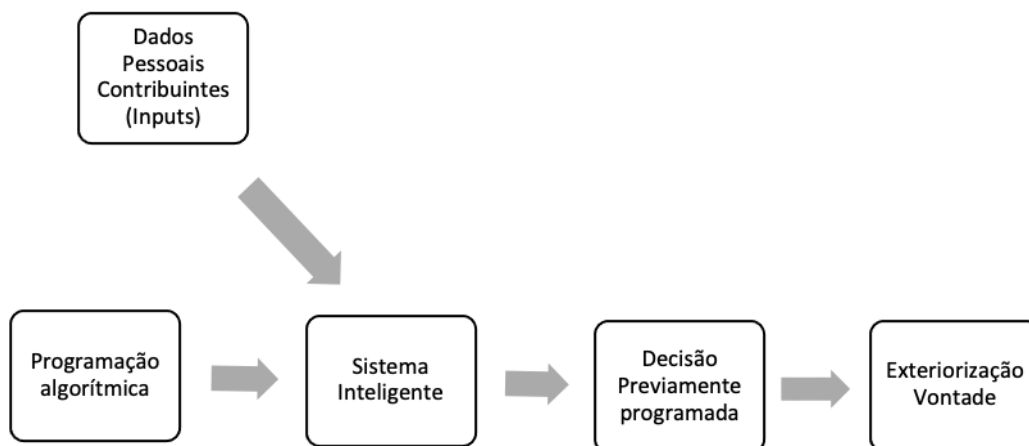 Dados
Pessoais
Contribuintes
(Inputs)
Programação
algorítmica
Sistema
Inteligente
Decisão
Previamente
programada
Exteriorização
Vontade